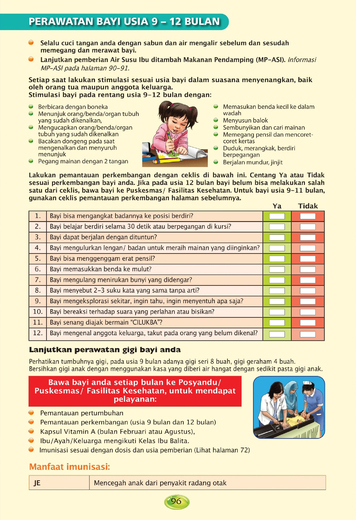 PERAWATAN BAYI USIA 9 – 12 BULAN
Selalu cuci tangan anda dengan sabun dan air mengalir sebelum dan sesudah
memegang dan merawat bayi.
Lanjutkan pemberian Air Susu Ibu ditambah Makanan Pendamping (MP-ASI). Informasi
MP-ASI pada halaman 90-91.
Setiap saat lakukan stimulasi sesuai usia bayi dalam suasana menyenangkan, baik
oleh orang tua maupun anggota keluarga.
Stimulasi bayi pada rentang usia 9–12 bulan dengan:
Berbicara dengan boneka
Menunjuk orang/benda/organ tubuh
yang sudah dikenalkan,
Mengucapkan orang/benda/organ
tubuh yang sudah dikenalkan
Bacakan dongeng pada saat
mengenalkan dan menyuruh
menunjuk
Pegang mainan dengan 2 tangan
Memasukan benda kecil ke dalam
wadah
Menyusun balok
Sembunyikan dan cari mainan
Memegang pensil dan mencoret-
coret kertas
Duduk, merangkak, berdiri
berpegangan
Berjalan mundur, jinjit
Lakukan pemantauan perkembangan dengan ceklis di bawah ini. Centang Ya atau Tidak
sesuai perkembangan bayi anda. Jika pada usia 12 bulan bayi belum bisa melakukan salah
satu dari ceklis, bawa bayi ke Puskesmas/ Fasilitas Kesehatan. Untuk bayi usia 9-11 bulan,
gunakan ceklis pemantauan perkembangan halaman sebelumnya.
Ya Tidak
1. Bayi bisa mengangkat badannya ke posisi berdiri?
2. Bayi belajar berdiri selama 30 detik atau berpegangan di kursi?
3. Bayi dapat berjalan dengan dituntun?
4. Bayi mengulurkan lengan/ badan untuk meraih mainan yang diinginkan?
5. Bayi bisa menggenggam erat pensil?
6. Bayi memasukkan benda ke mulut?
7. Bayi mengulang menirukan bunyi yang didengar?
8. Bayi menyebut 2-3 suku kata yang sama tanpa arti?
9. Bayi mengeksplorasi sekitar, ingin tahu, ingin menyentuh apa saja?
10. Bayi bereaksi terhadap suara yang perlahan atau bisikan?
11. Bayi senang diajak bermain "CILUKBA"?
12. Bayi mengenal anggota keluarga, takut pada orang yang belum dikenal?
Lanjutkan perawatan gigi bayi anda
Perhatikan tumbuhnya gigi, pada usia 9 bulan adanya gigi seri 8 buah, gigi geraham 4 buah.
Bersihkan gigi anak dengan menggunakan kasa yang diberi air hangat dengan sedikit pasta gigi anak.
Bawa bayi anda setiap bulan ke Posyandu/
Puskesmas/ Fasilitas Kesehatan, untuk mendapat
pelayanan:
Pemantauan pertumbuhan
Pemantauan perkembangan (usia 9 bulan dan 12 bulan)
Kapsul Vitamin A (bulan Februari atau Agustus),
Ibu/Ayah/Keluarga mengikuti Kelas Ibu Balita.
Imunisasi sesuai dengan dosis dan usia pemberian (Lihat halaman 72)
Manfaat imunisasi:
JE Mencegah anak dari penyakit radang otak
96